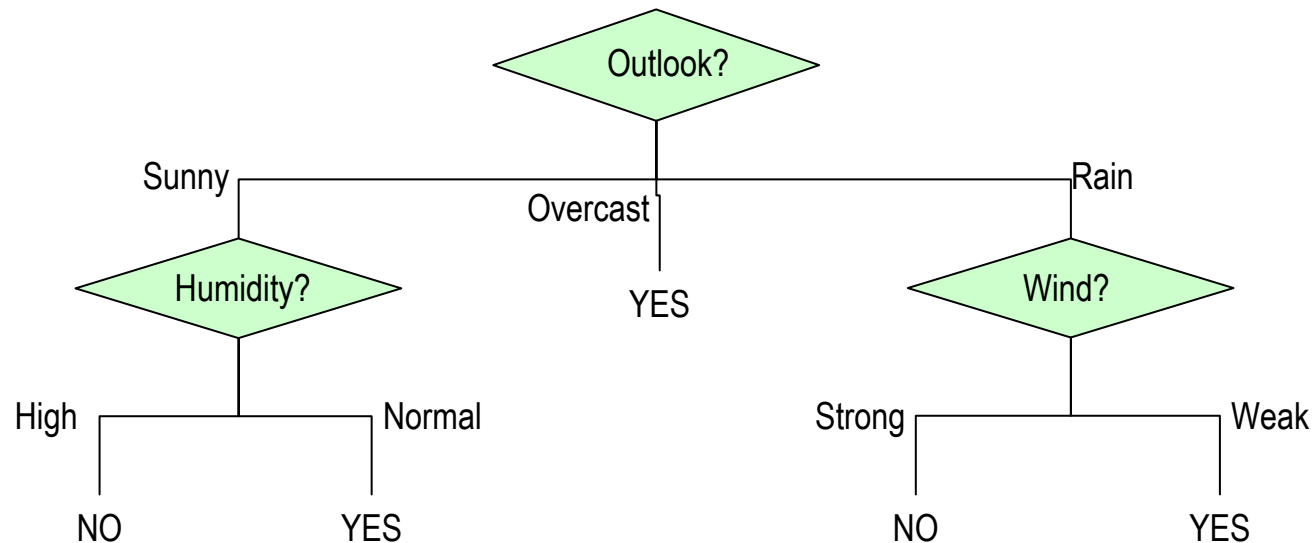 Outlook?
Sunny
Overcast
Rain
Humidity?
YES
Wind?
High
Normal
Strong
Weak
NO
YES
NO
YES